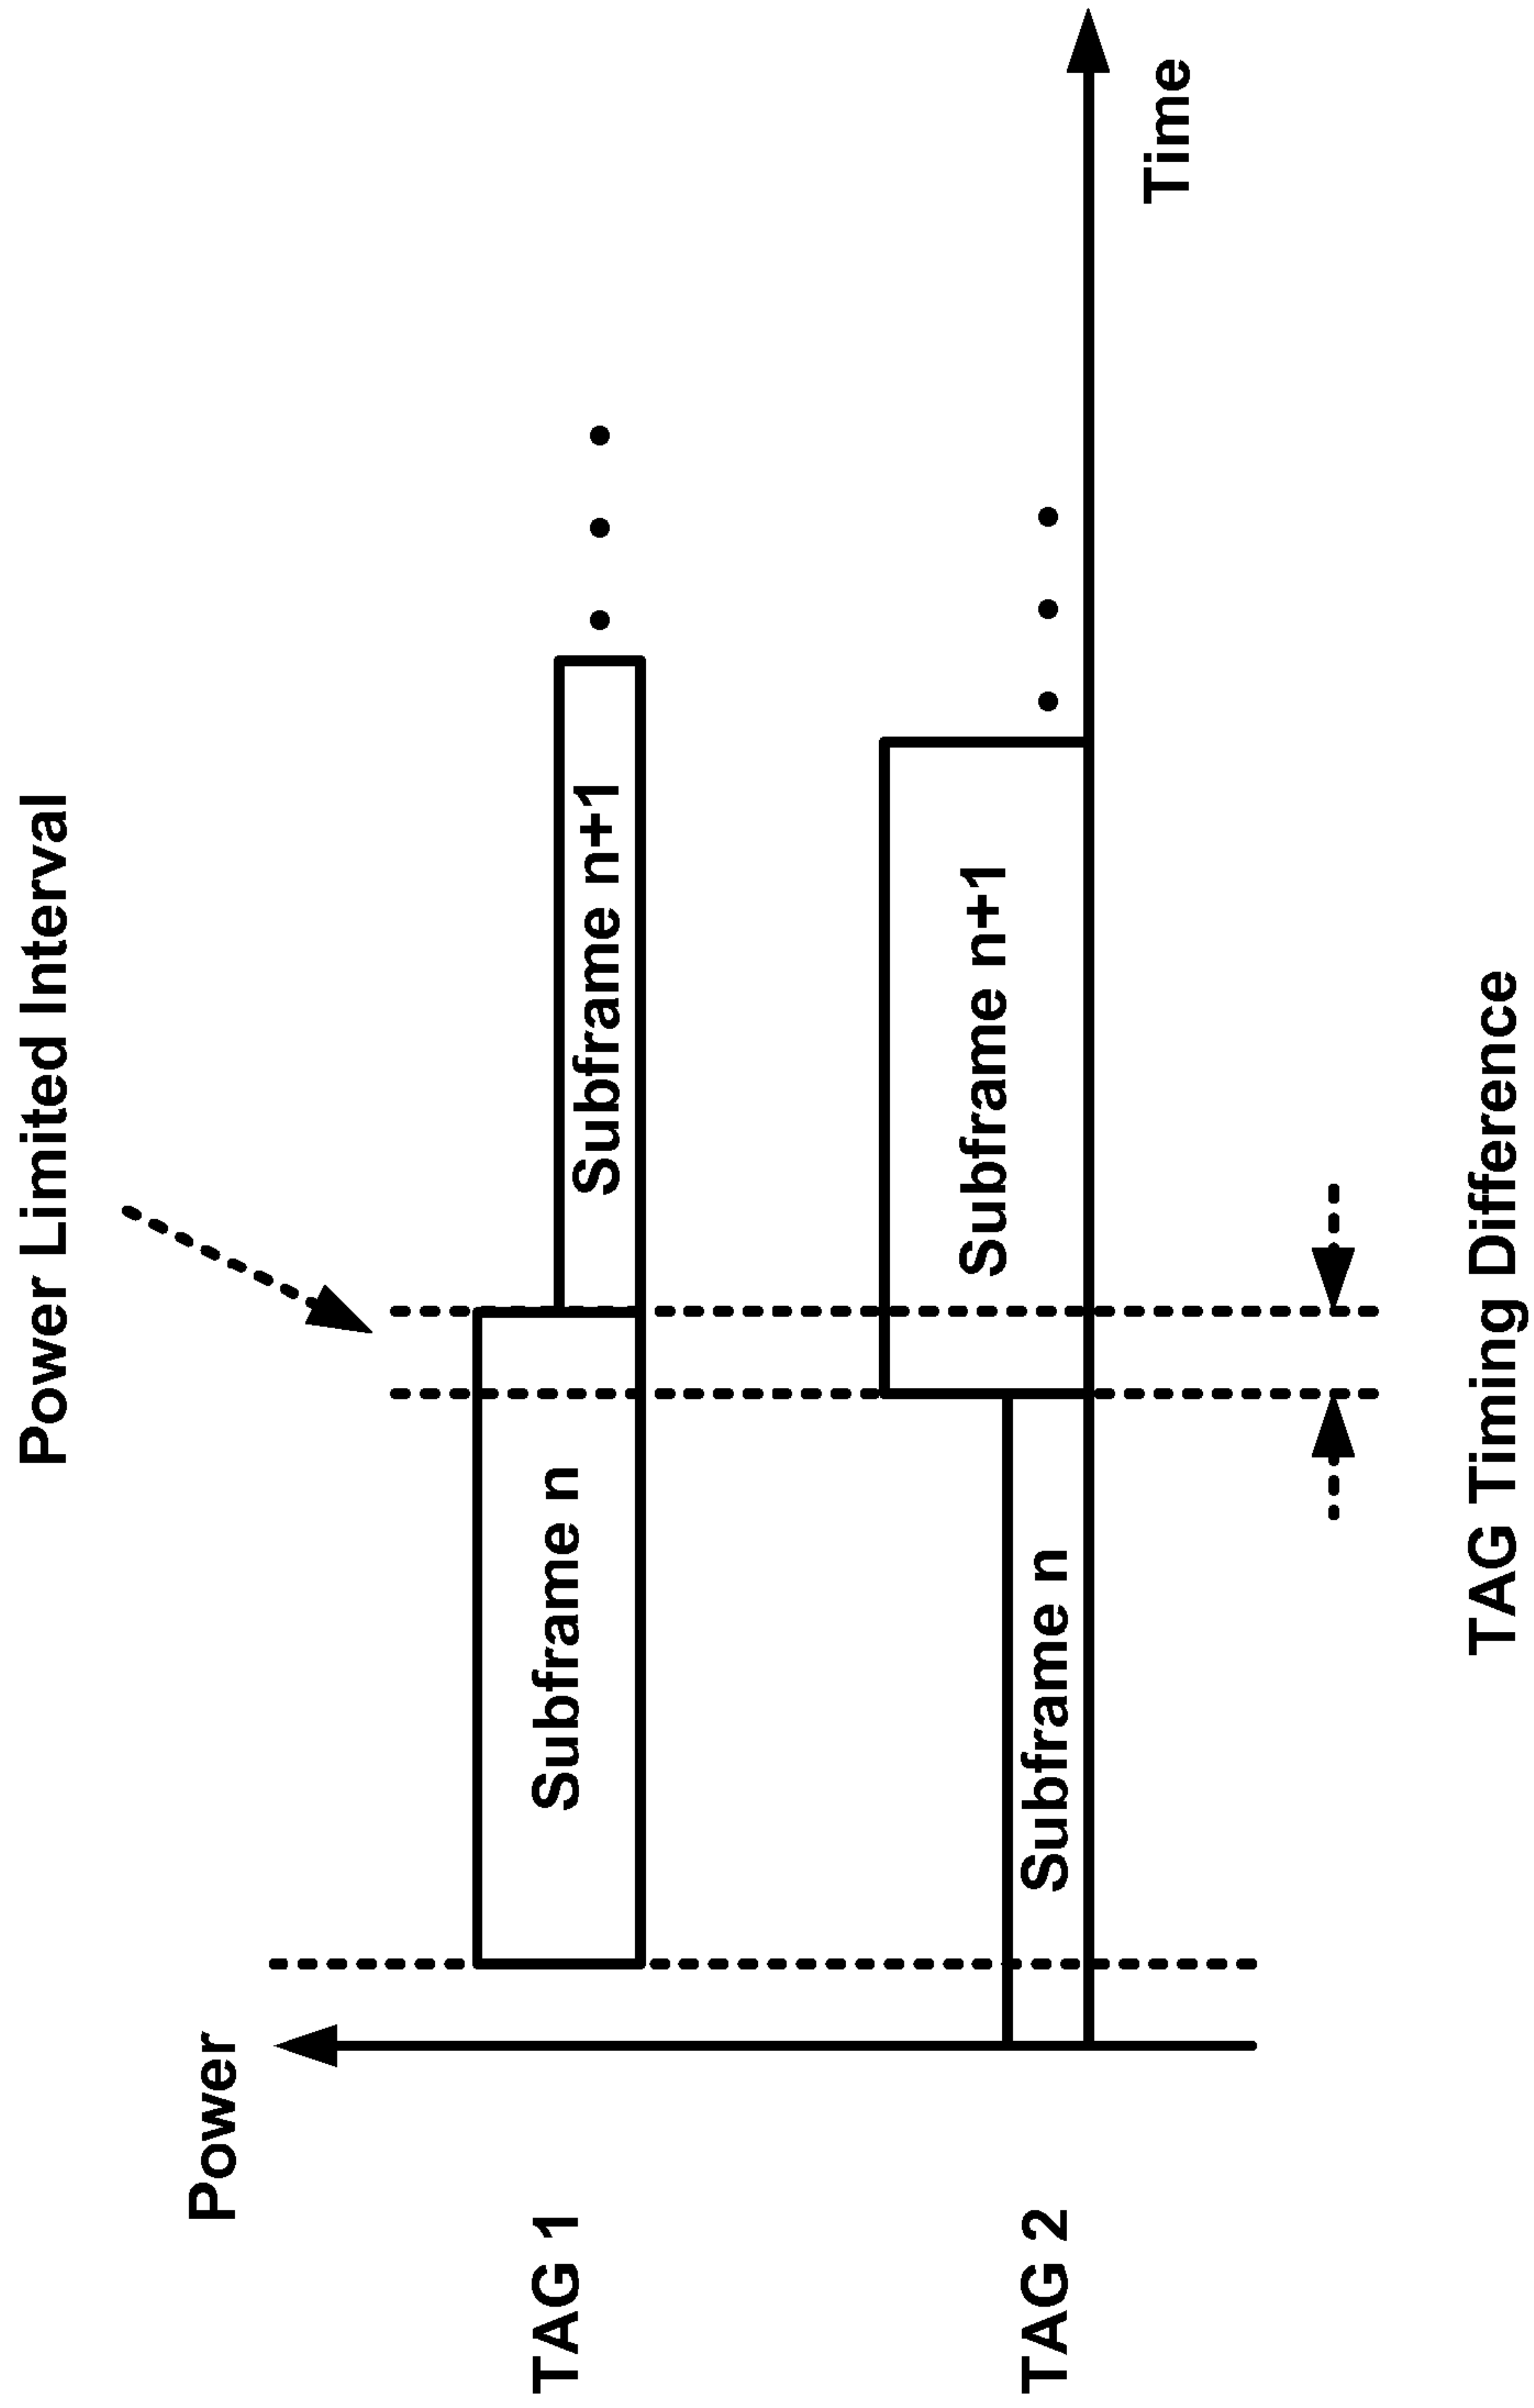 Power Limited Interval
Power
TAG 1
Subframe n
Subframe n+1
TAG 2
Subframe n
Subframe n+1
Time
TAG Timing Difference